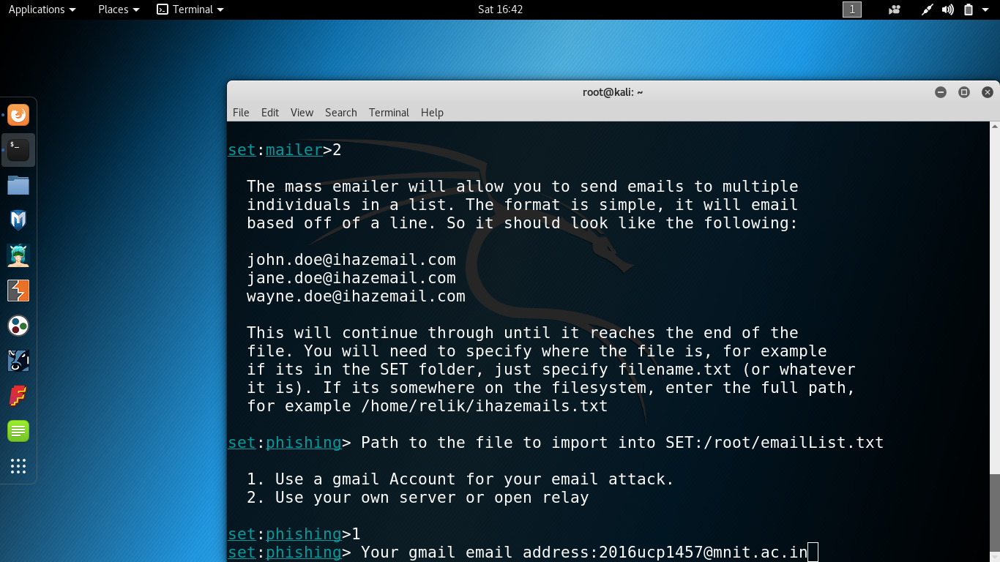 Applications Places Terminal Sat 16:42 1
root@kali: ~
File Edit View Search Terminal Help
set:mailer>2
The mass emailer will allow you to send emails to multiple
individuals in a list. The format is simple, it will email
based off of a line. So it should look like the following:
john.doe@ihazemail.com
jane.doe@ihazemail.com
wayne.doe@ihazemail.com
This will continue through until it reaches the end of the
file. You will need to specify where the file is, for example
if its in the SET folder, just specify filename.txt (or whatever
it is). If its somewhere on the filesystem, enter the full path,
for example /home/relik/ihazemails.txt
set:phishing> Path to the file to import into SET:/root/emailList.txt
1. Use a gmail Account for your email attack.
2. Use your own server or open relay
set:phishing>1
set:phishing> Your gmail email address:2016ucp1457@mnit.ac.in